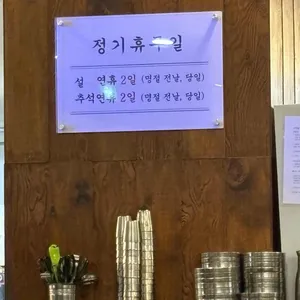 정기휴무일
설 연휴 2일 (명절 전날, 당일)
추석연휴 2일 (명절 전날, 당일)